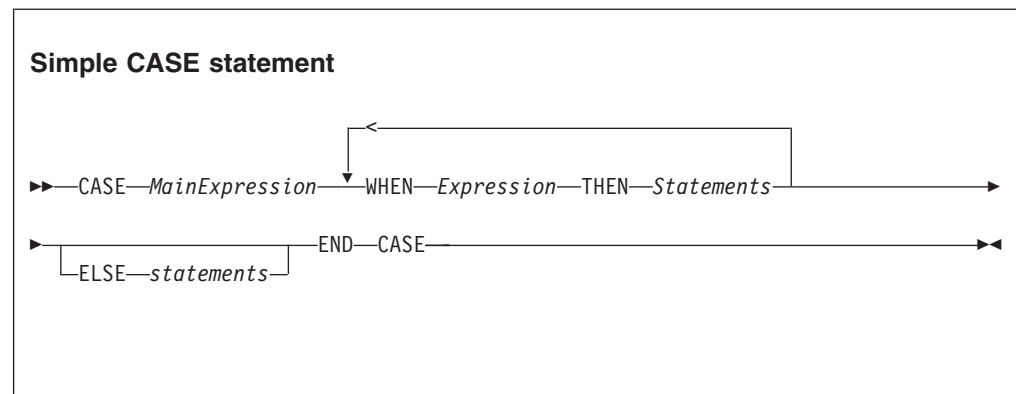 Simple CASE statement
<
CASE MainExpression WHEN Expression THEN Statements
END CASE
ELSE statements